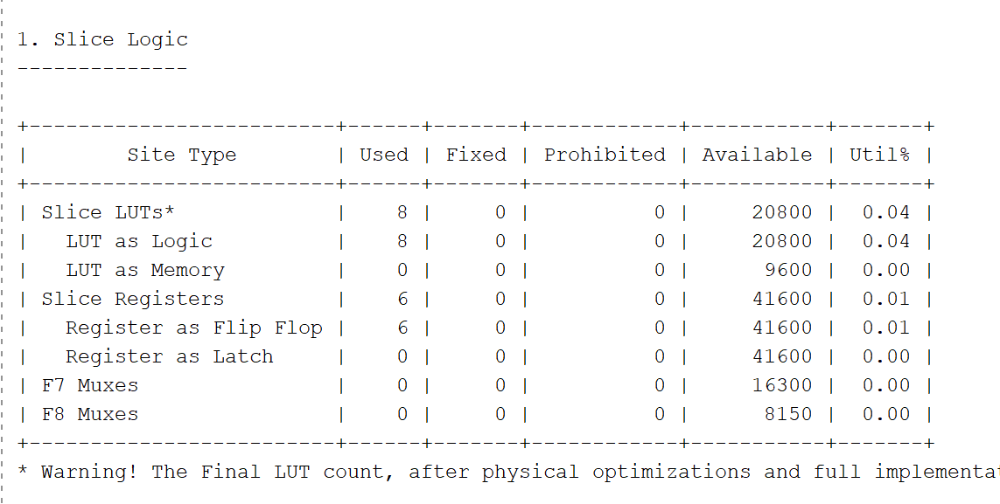 1. Slice Logic
--------------
+-------------------------+------+-------+------------+-----------+-------+
|        Site Type        | Used | Fixed | Prohibited | Available | Util% |
+-------------------------+------+-------+------------+-----------+-------+
| Slice LUTs*             |    8 |     0 |          0 |     20800 |  0.04 |
|   LUT as Logic          |    8 |     0 |          0 |     20800 |  0.04 |
|   LUT as Memory         |    0 |     0 |          0 |      9600 |  0.00 |
| Slice Registers         |    6 |     0 |          0 |     41600 |  0.01 |
|   Register as Flip Flop |    6 |     0 |          0 |     41600 |  0.01 |
|   Register as Latch     |    0 |     0 |          0 |     41600 |  0.00 |
| F7 Muxes                |    0 |     0 |          0 |     16300 |  0.00 |
| F8 Muxes                |    0 |     0 |          0 |      8150 |  0.00 |
+-------------------------+------+-------+------------+-----------+-------+
* Warning! The Final LUT count, after physical optimizations and full